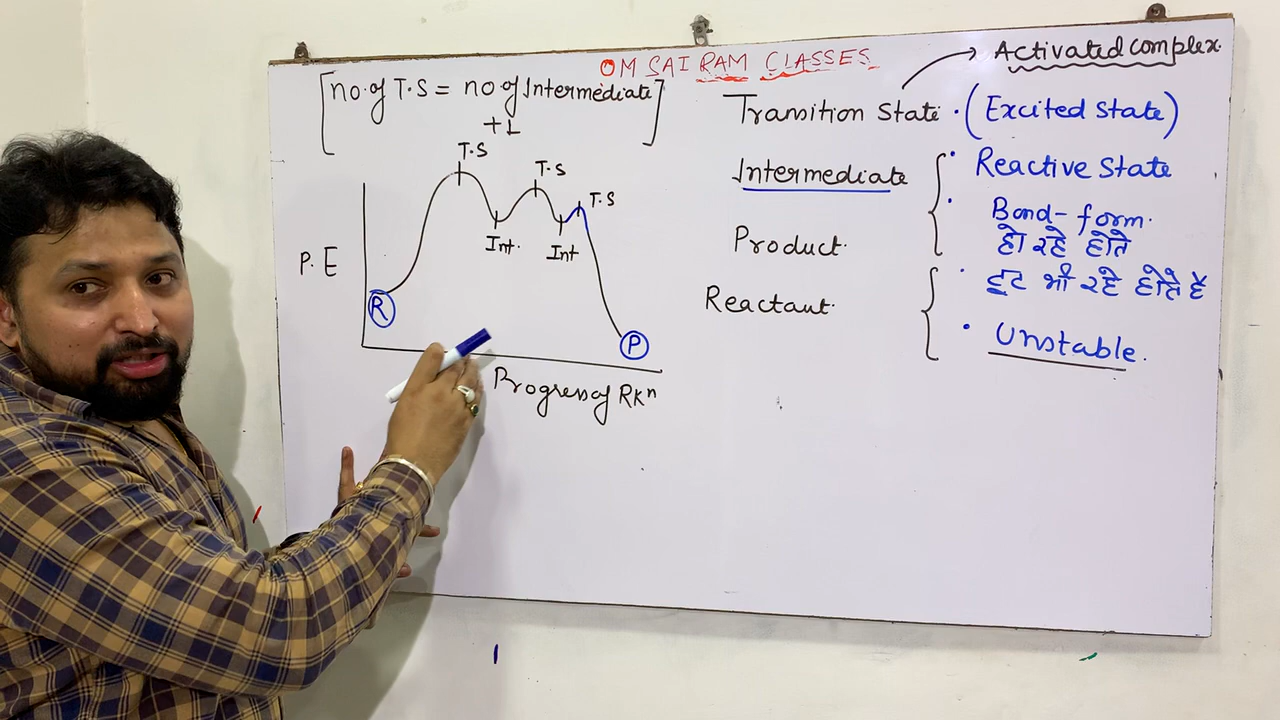 OM SAI RAM CLASSES
[no. of T.S = no of Intermediate]
+1
T.S
T.S
T.S
Int.
Int
P. E
R
P
Progress of RXⁿ
Activated complex.
Transition State. (Excited State)
Intermediate
Product.
Reactant.
• Reactive State
• Bond-form.
हो रहे होते
• टूट भी रहे होते है
• Unstable.